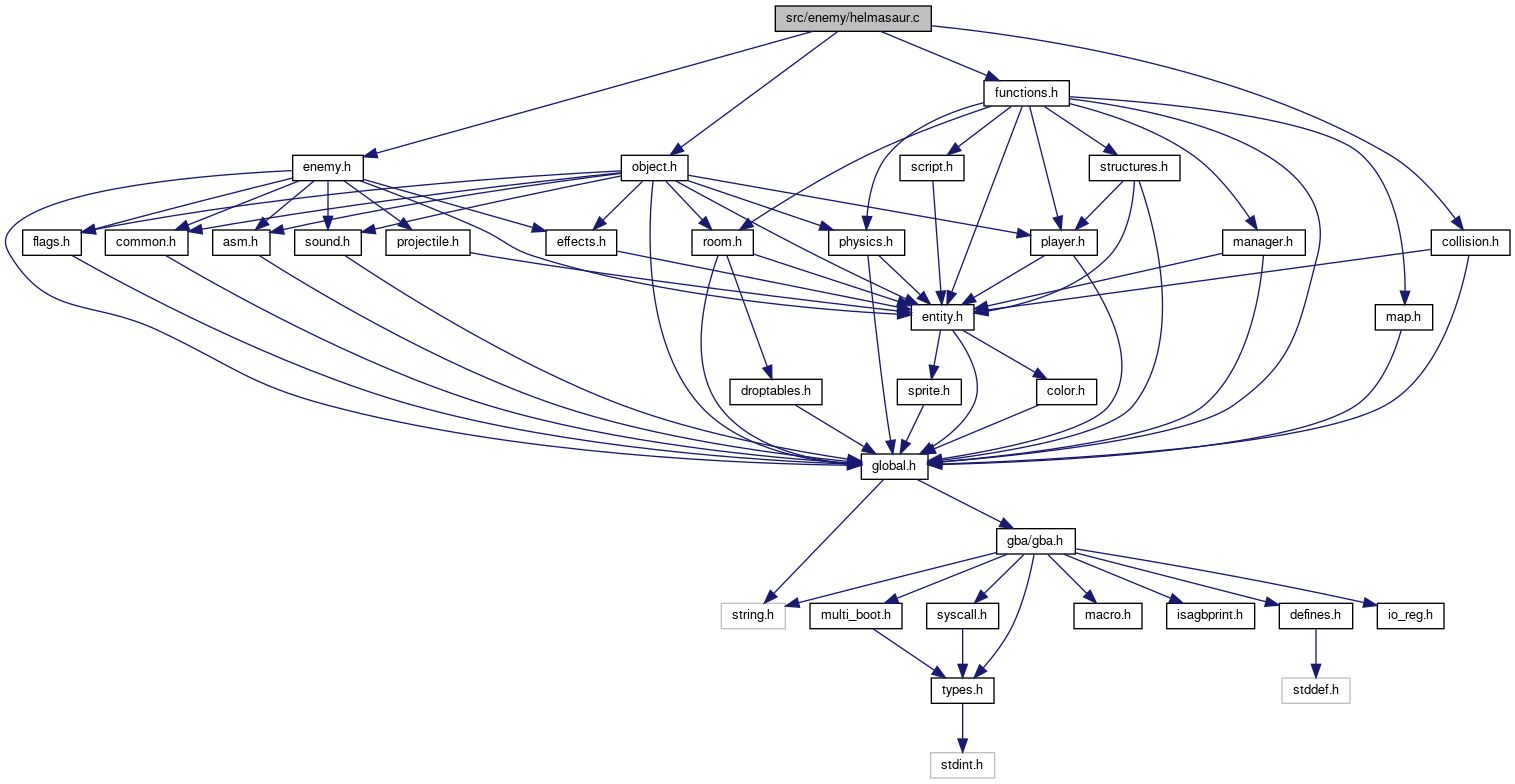 src/enemy/helmasaur.c
functions.h
enemy.h
object.h
script.h
structures.h
flags.h
common.h
asm.h
sound.h
projectile.h
effects.h
room.h
physics.h
player.h
manager.h
collision.h
entity.h
map.h
droptables.h
sprite.h
color.h
global.h
gba/gba.h
string.h
multi_boot.h
syscall.h
macro.h
isagbprint.h
defines.h
io_reg.h
types.h
stddef.h
stdint.h